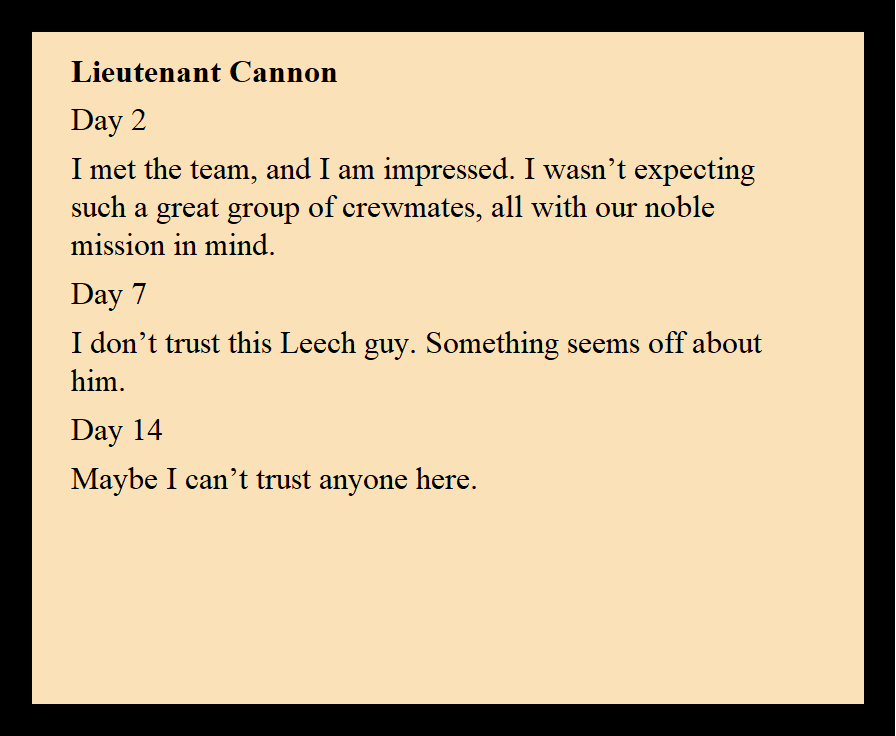 Lieutenant Cannon
Day 2
I met the team, and I am impressed. I wasn’t expecting
such a great group of crewmates, all with our noble
mission in mind.
Day 7
I don’t trust this Leech guy. Something seems off about
him.
Day 14
Maybe I can’t trust anyone here.